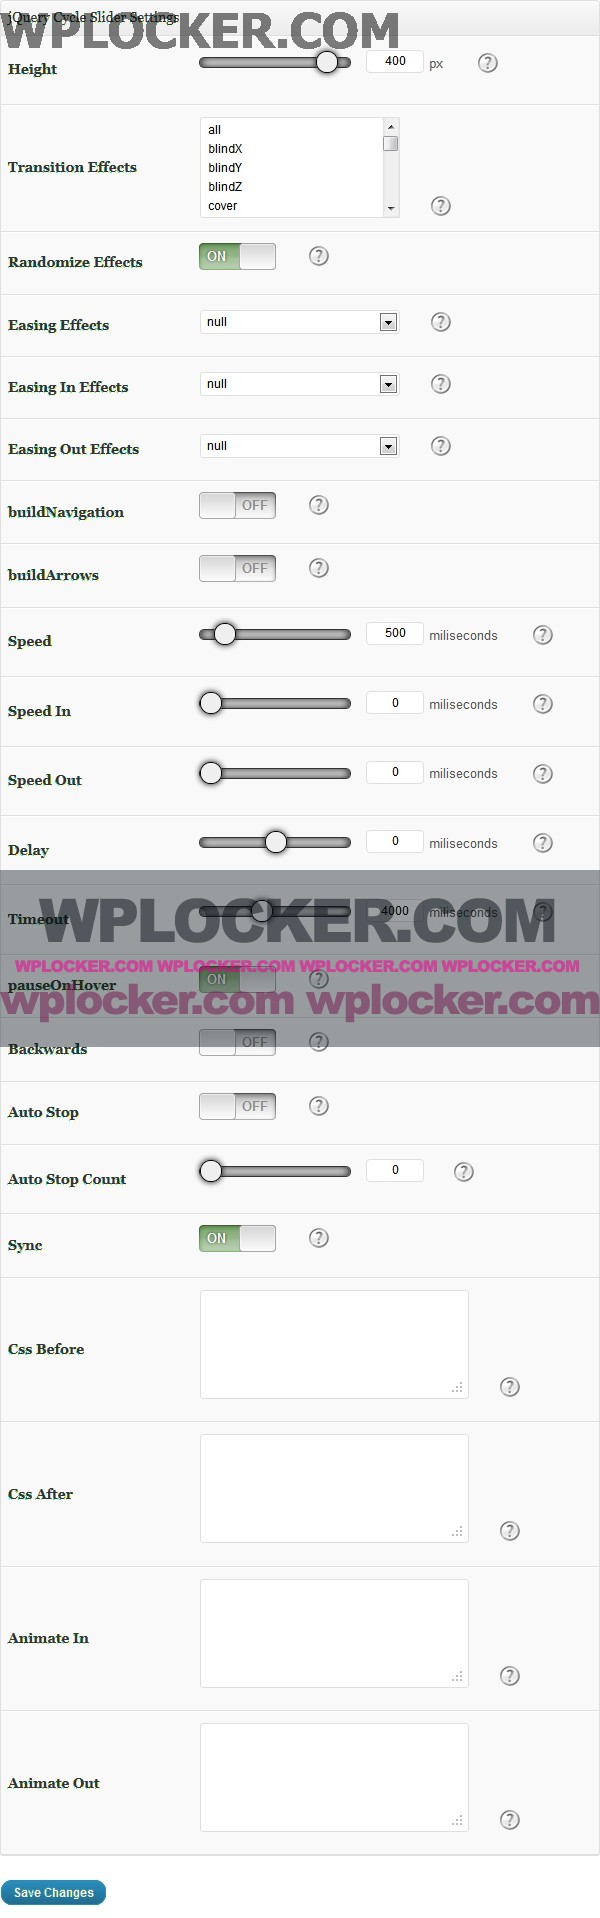 jQuery Cycle Slider Settings
WPLOCKER.COM
Height 400 px ?
Transition Effects all
blindX
blindY
blindZ
cover ?
Randomize Effects ON ?
Easing Effects null ?
Easing In Effects null ?
Easing Out Effects null ?
buildNavigation OFF ?
buildArrows OFF ?
Speed 500 miliseconds ?
Speed In 0 miliseconds ?
Speed Out 0 miliseconds ?
Delay 0 miliseconds ?
Timeout 4000 miliseconds ?
WPLOCKER.COM
WPLOCKER.COM WPLOCKER.COM WPLOCKER.COM WPLOCKER.COM
pauseOnHover ON ?
wplocker.com wplocker.com
Backwards OFF ?
Auto Stop OFF ?
Auto Stop Count 0 ?
Sync ON ?
Css Before ?
Css After ?
Animate In ?
Animate Out ?
Save Changes